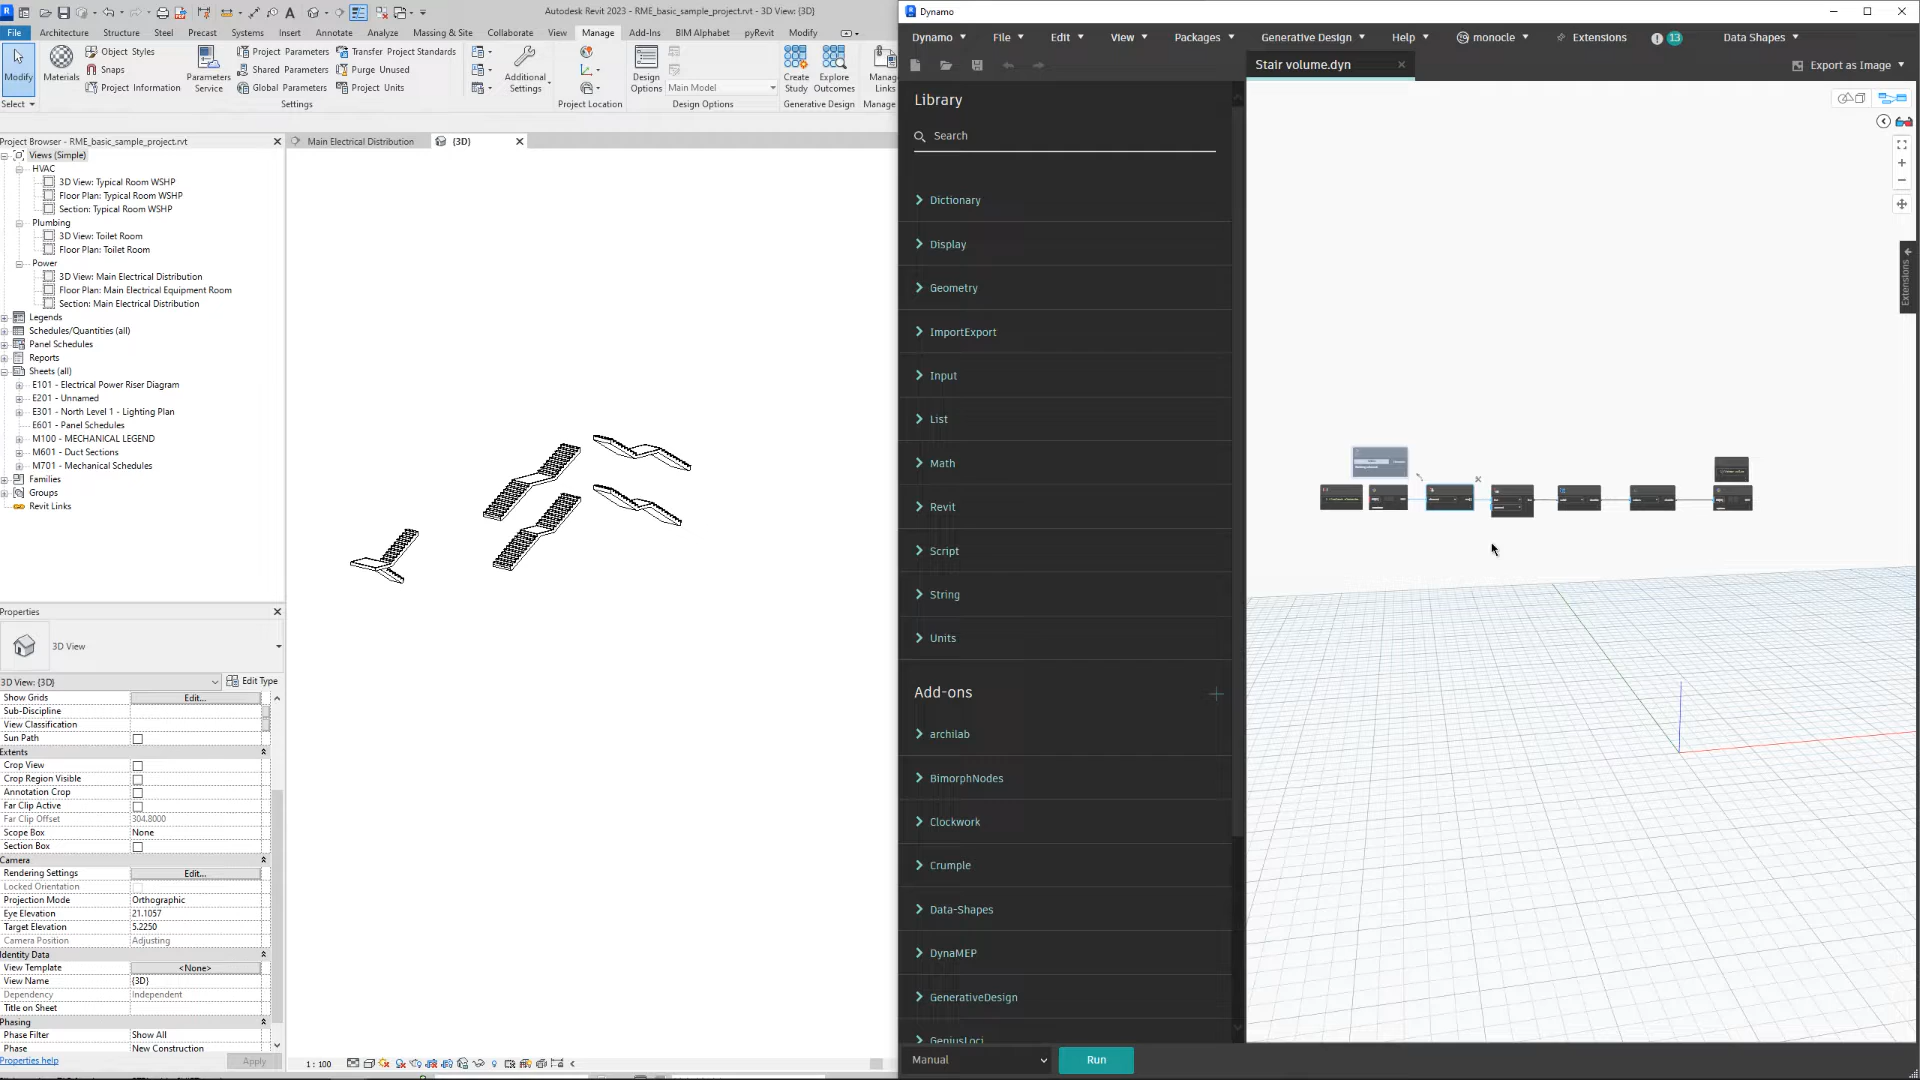 Autodesk Revit 2023 - RME_basic_sample_project.rvt - 3D View: {3D}
File Architecture Structure Steel Precast Systems Insert Annotate Analyze Massing & Site Collaborate View Manage Add-Ins BIM Alphabet pyRevit Modify
Modify
Select
Materials
Object Styles
Snaps
Project Information
Parameters Service
Project Parameters
Shared Parameters
Global Parameters
Transfer Project Standards
Purge Unused
Project Units
Settings
Additional Settings
Project Location
Design Options
Main Model
Design Options
Create Study
Explore Outcomes
Generative Design
Manage Links
Manage
Project Browser - RME_basic_sample_project.rvt
Views (Simple)
HVAC
3D View: Typical Room WSHP
Floor Plan: Typical Room WSHP
Section: Typical Room WSHP
Plumbing
3D View: Toilet Room
Floor Plan: Toilet Room
Power
3D View: Main Electrical Distribution
Floor Plan: Main Electrical Equipment Room
Section: Main Electrical Distribution
Legends
Schedules/Quantities (all)
Panel Schedules
Reports
Sheets (all)
E101 - Electrical Power Riser Diagram
E201 - Unnamed
E301 - North Level 1 - Lighting Plan
E601 - Panel Schedules
M100 - MECHANICAL LEGEND
M601 - Duct Sections
M701 - Mechanical Schedules
Families
Groups
Revit Links
Properties
3D View
3D View: {3D} Edit Type
Show Grids Edit...
Sub-Discipline
View Classification
Sun Path
Extents
Crop View
Crop Region Visible
Annotation Crop
Far Clip Active
Far Clip Offset 304.8000
Scope Box None
Section Box
Camera
Rendering Settings Edit...
Locked Orientation
Projection Mode Orthographic
Eye Elevation 21.1057
Target Elevation 5.2250
Camera Position Adjusting
Identity Data
View Template <None>
View Name {3D}
Dependency Independent
Title on Sheet
Phasing
Phase Filter Show All
Phase New Construction
Properties help Apply
Main Electrical Distribution {3D}
1 : 100
Dynamo
Dynamo File Edit View Packages Generative Design Help monocle Extensions 13 Data Shapes
Stair volume.dyn
Export as Image
Library
Search
Dictionary
Display
Geometry
ImportExport
Input
List
Math
Revit
Script
String
Units
Add-ons
archilab
BimorphNodes
Clockwork
Crumple
Data-Shapes
DynaMEP
GenerativeDesign
GeniusLoci
Manual Run
Extensions